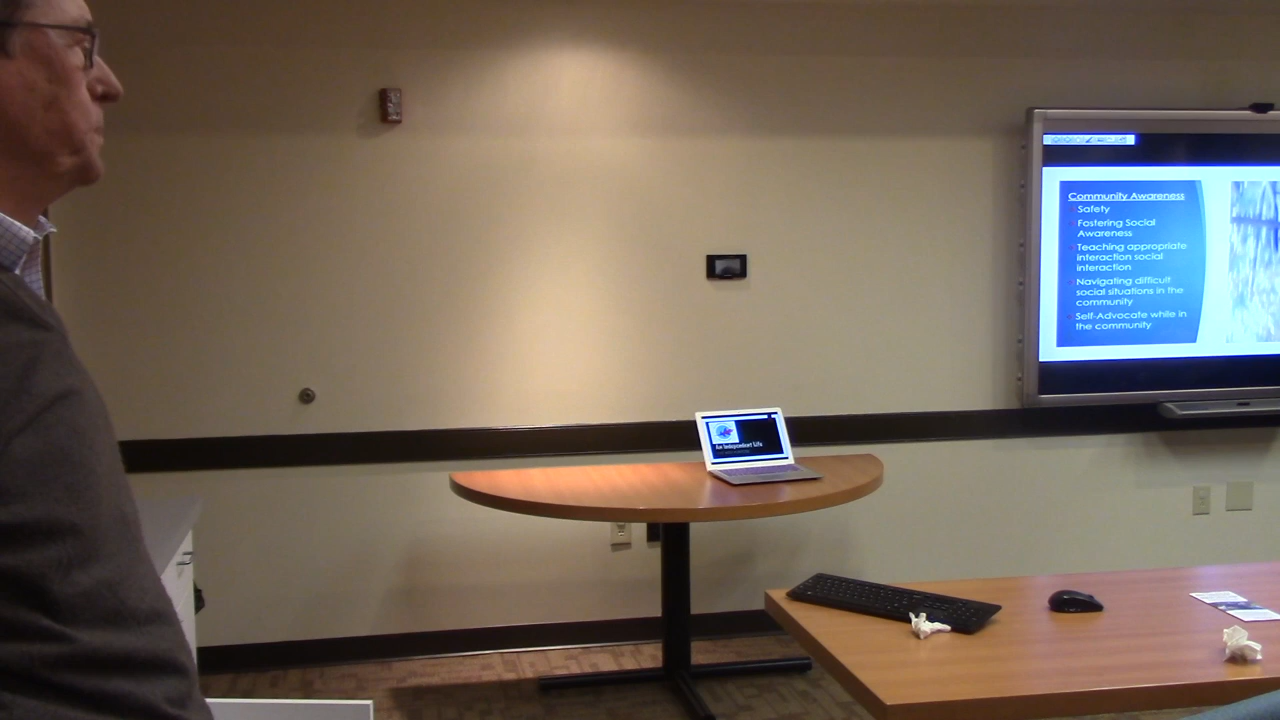 Community Awareness
Safety
Fostering Social
Awareness
Teaching appropriate
interaction social
interaction
Navigating difficult
social situations in the
community
Self-Advocate while in
the community
An Independent Life